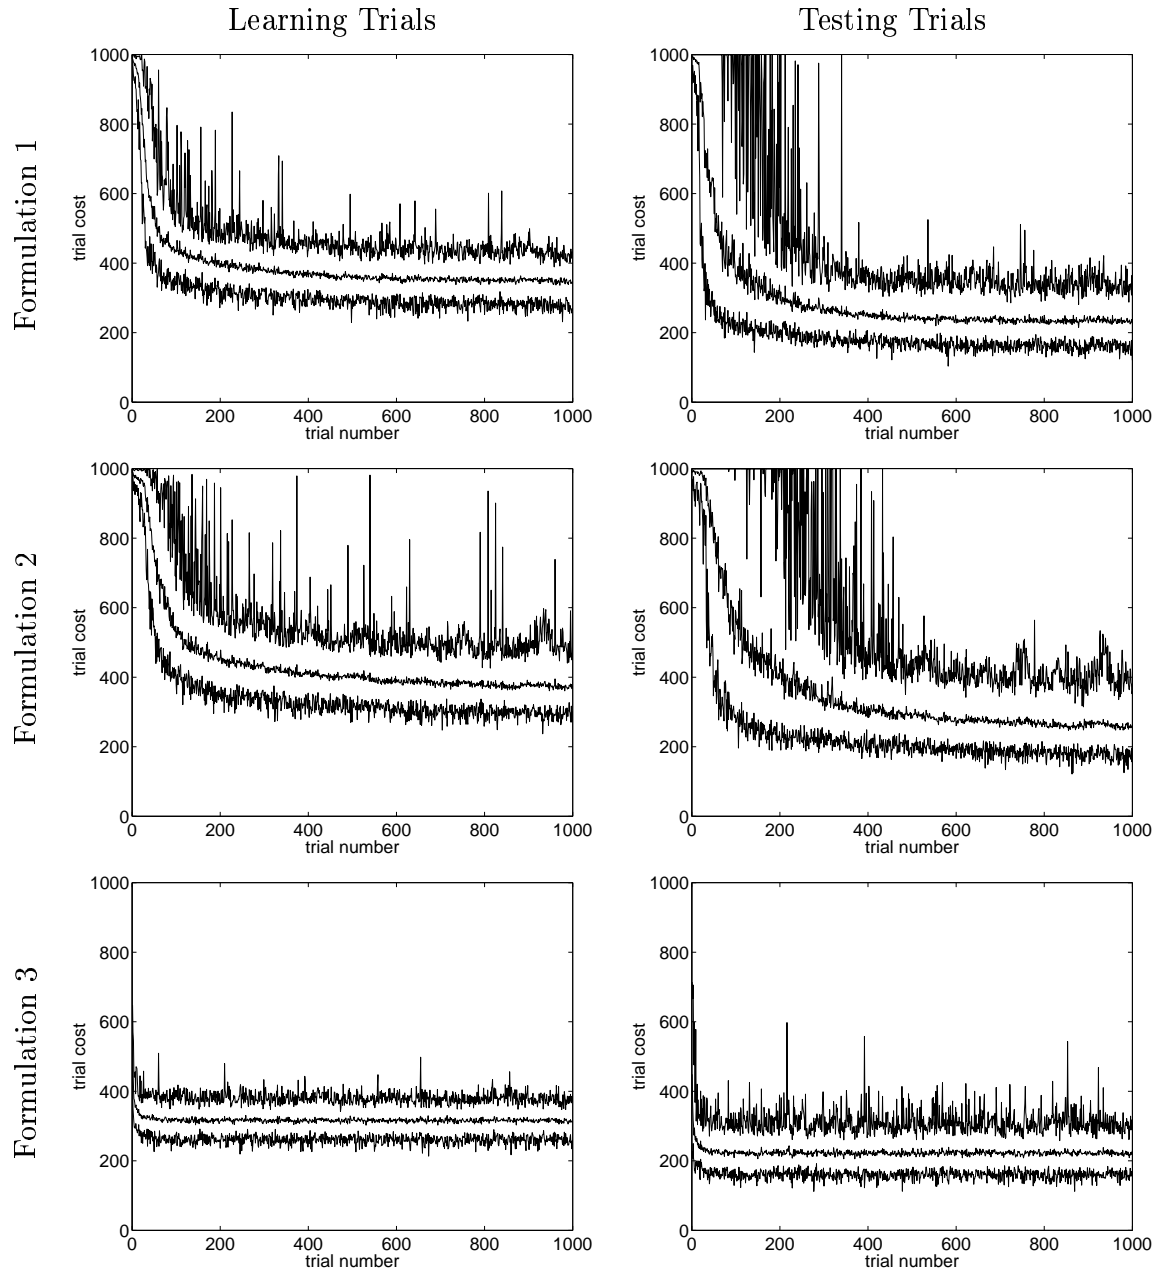 Learning Trials
Testing Trials
Formulation 1
trial cost
1000
800
600
400
200
0
0 200 400 600 800 1000
trial number
trial cost
1000
800
600
400
200
0
0 200 400 600 800 1000
trial number
Formulation 2
trial cost
1000
800
600
400
200
0
0 200 400 600 800 1000
trial number
trial cost
1000
800
600
400
200
0
0 200 400 600 800 1000
trial number
Formulation 3
trial cost
1000
800
600
400
200
0
0 200 400 600 800 1000
trial number
trial cost
1000
800
600
400
200
0
0 200 400 600 800 1000
trial number